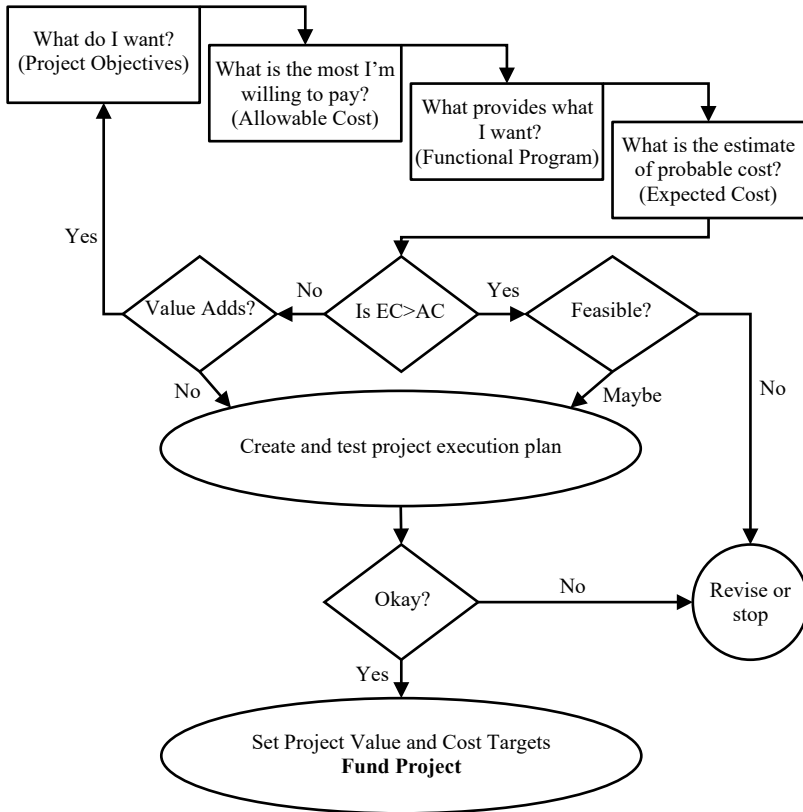 What do I want?
(Project Objectives)
What is the most I'm
willing to pay?
(Allowable Cost)
What provides what
I want?
(Functional Program)
What is the estimate
of probable cost?
(Expected Cost)
Yes
Value Adds?
No
Is EC>AC
Yes
Feasible?
No
Maybe
No
Create and test project execution plan
Okay?
No
Revise or
stop
Yes
Set Project Value and Cost Targets
Fund Project